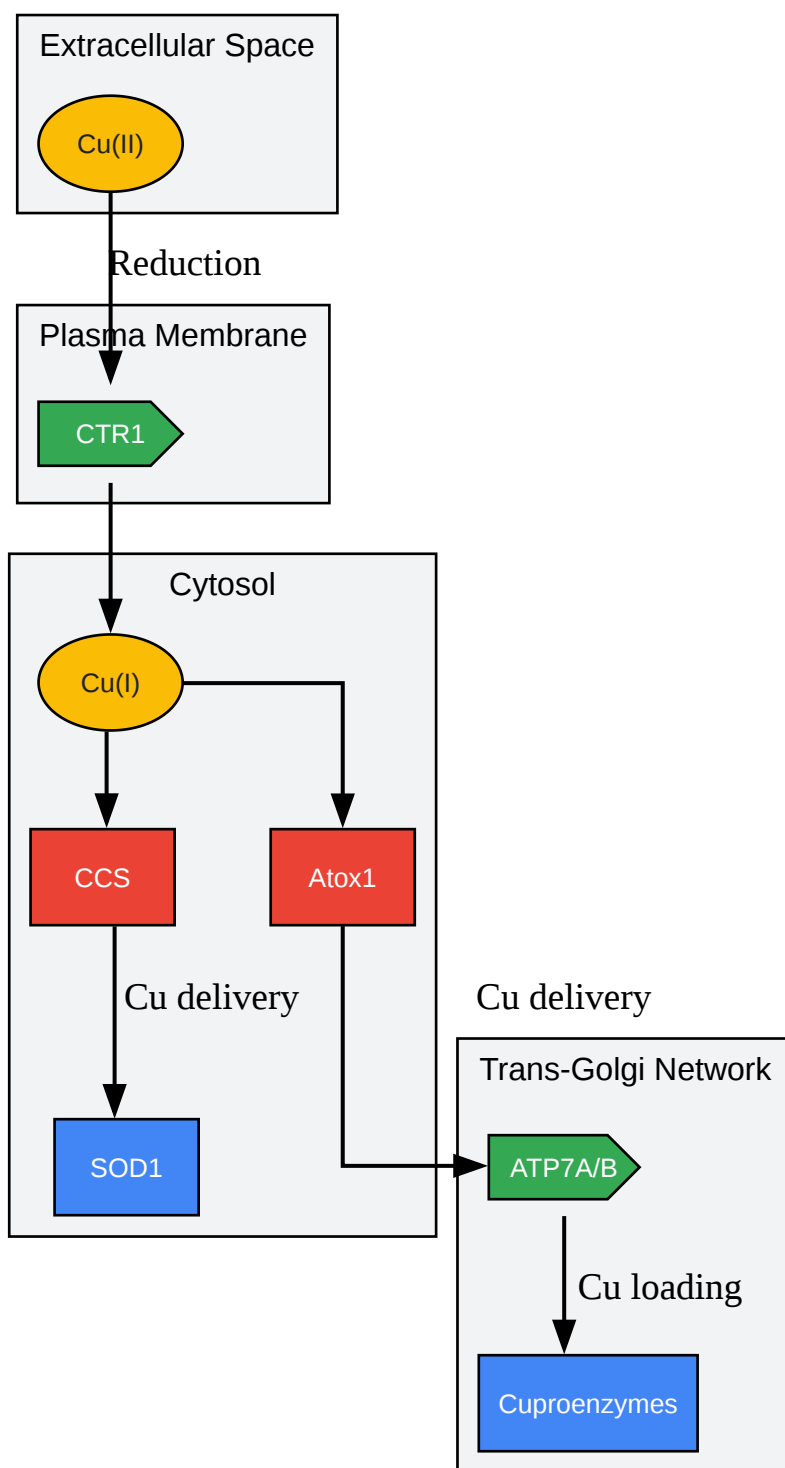 Extracellular Space
Cu(II)
Reduction
Plasma Membrane
CTR1
Cytosol
Cu(I)
CCS
Atox1
Cu delivery
Cu delivery
Trans-Golgi Network
SOD1
ATP7A/B
Cu loading
Cuproenzymes